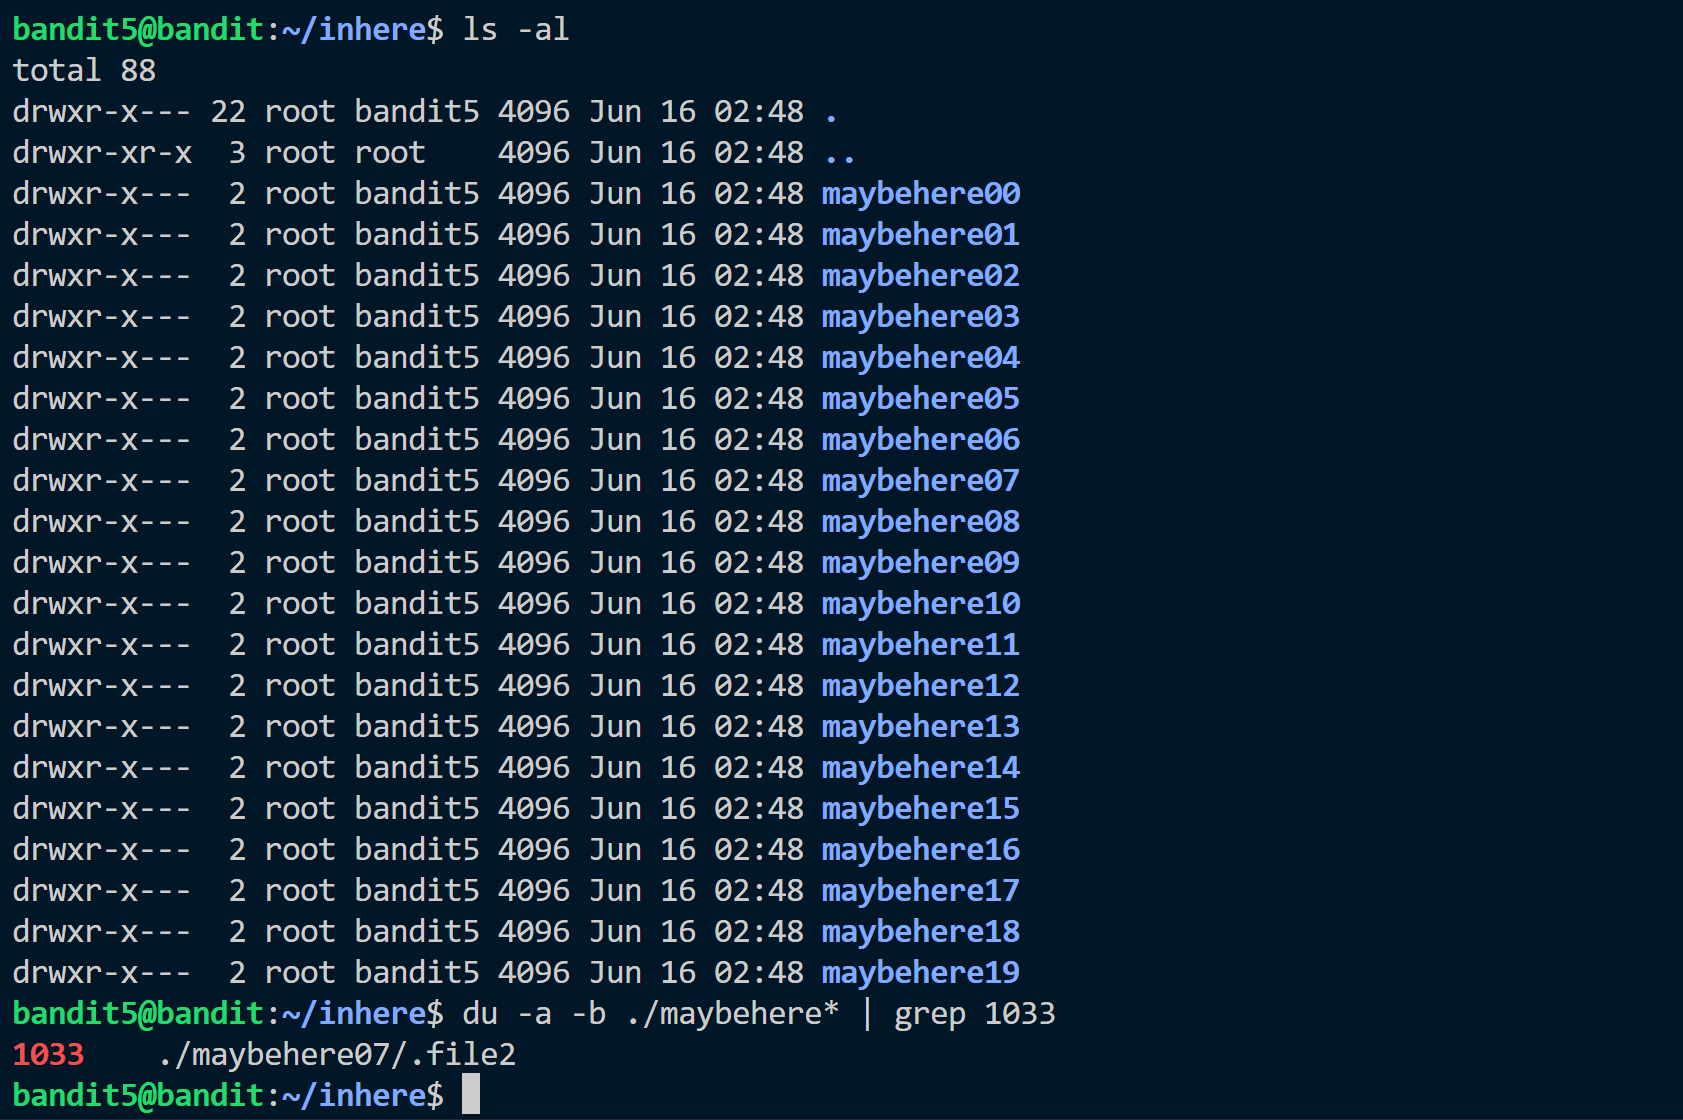 bandit5@bandit:~/inhere$ ls -al
total 88
drwxr-x--- 22 root bandit5 4096 Jun 16 02:48 .
drwxr-xr-x  3 root root    4096 Jun 16 02:48 ..
drwxr-x---  2 root bandit5 4096 Jun 16 02:48 maybehere00
drwxr-x---  2 root bandit5 4096 Jun 16 02:48 maybehere01
drwxr-x---  2 root bandit5 4096 Jun 16 02:48 maybehere02
drwxr-x---  2 root bandit5 4096 Jun 16 02:48 maybehere03
drwxr-x---  2 root bandit5 4096 Jun 16 02:48 maybehere04
drwxr-x---  2 root bandit5 4096 Jun 16 02:48 maybehere05
drwxr-x---  2 root bandit5 4096 Jun 16 02:48 maybehere06
drwxr-x---  2 root bandit5 4096 Jun 16 02:48 maybehere07
drwxr-x---  2 root bandit5 4096 Jun 16 02:48 maybehere08
drwxr-x---  2 root bandit5 4096 Jun 16 02:48 maybehere09
drwxr-x---  2 root bandit5 4096 Jun 16 02:48 maybehere10
drwxr-x---  2 root bandit5 4096 Jun 16 02:48 maybehere11
drwxr-x---  2 root bandit5 4096 Jun 16 02:48 maybehere12
drwxr-x---  2 root bandit5 4096 Jun 16 02:48 maybehere13
drwxr-x---  2 root bandit5 4096 Jun 16 02:48 maybehere14
drwxr-x---  2 root bandit5 4096 Jun 16 02:48 maybehere15
drwxr-x---  2 root bandit5 4096 Jun 16 02:48 maybehere16
drwxr-x---  2 root bandit5 4096 Jun 16 02:48 maybehere17
drwxr-x---  2 root bandit5 4096 Jun 16 02:48 maybehere18
drwxr-x---  2 root bandit5 4096 Jun 16 02:48 maybehere19
bandit5@bandit:~/inhere$ du -a -b ./maybehere* | grep 1033
1033    ./maybehere07/.file2
bandit5@bandit:~/inhere$